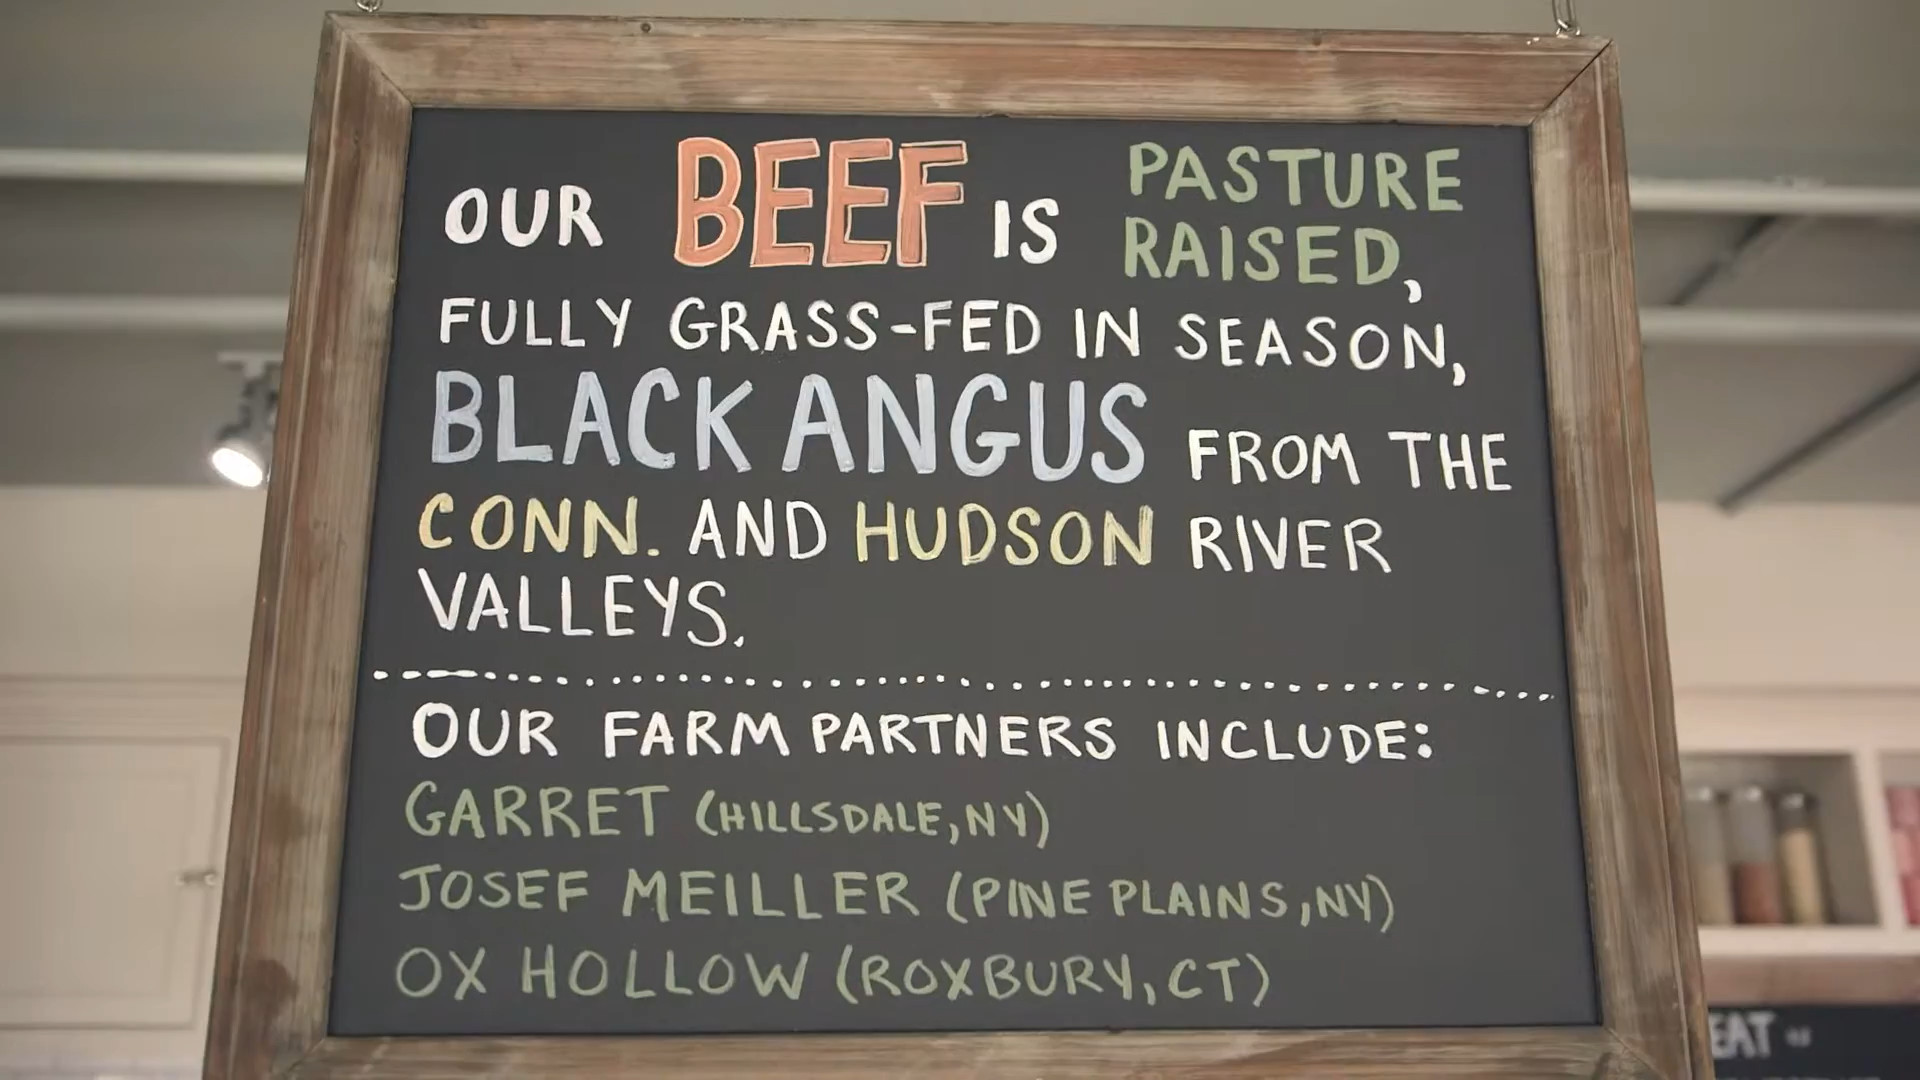 OUR BEEF IS PASTURE
RAISED,
FULLY GRASS-FED IN SEASON,
BLACK ANGUS FROM THE
CONN. AND HUDSON RIVER
VALLEYS.
OUR FARM PARTNERS INCLUDE:
GARRET (HILLSDALE, NY)
JOSEF MEILLER (PINE PLAINS, NY)
OX HOLLOW (ROXBURY, CT)